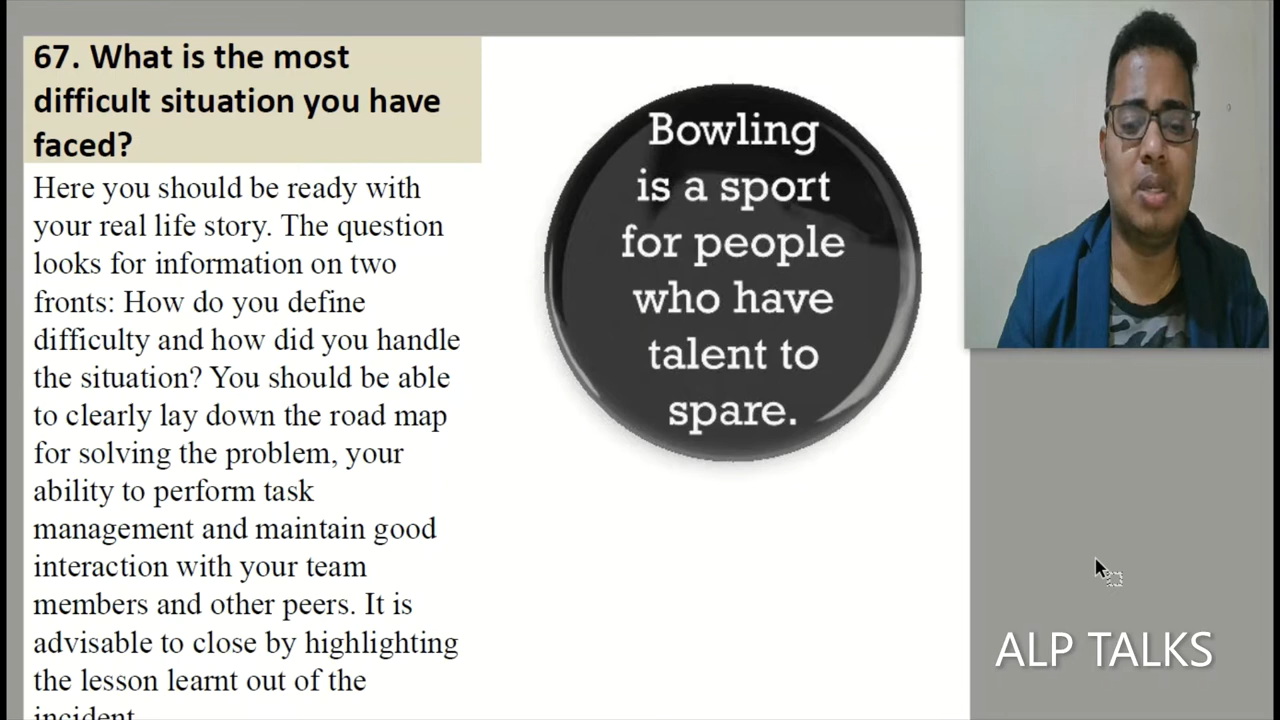 67. What is the most
difficult situation you have
faced?
Here you should be ready with
your real life story. The question
looks for information on two
fronts: How do you define
difficulty and how did you handle
the situation? You should be able
to clearly lay down the road map
for solving the problem, your
ability to perform task
management and maintain good
interaction with your team
members and other peers. It is
advisable to close by highlighting
the lesson learnt out of the
incident
Bowling
is a sport
for people
who have
talent to
spare.
ALP TALKS